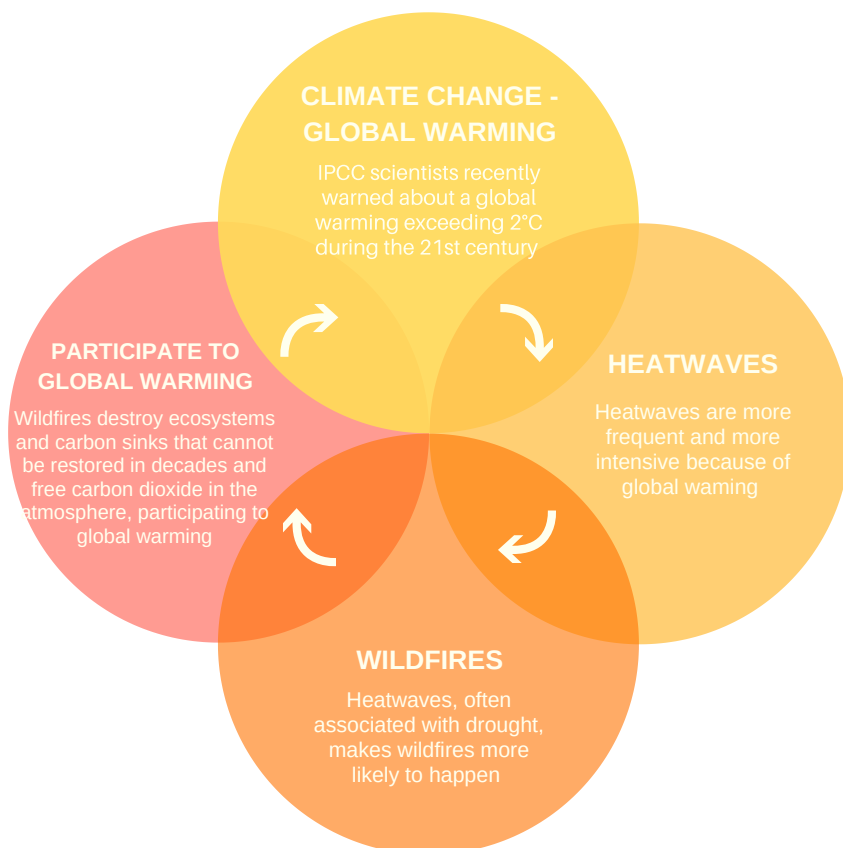 CLIMATE CHANGE -
GLOBAL WARMING
IPCC scientists recently
warned about a global
warming exceeding 2°C
during the 21st century
HEATWAVES
Heatwaves are more
frequent and more
intensive because of
global waming
WILDFIRES
Heatwaves, often
associated with drought,
makes wildfires more
likely to happen
PARTICIPATE TO
GLOBAL WARMING
Wildfires destroy ecosystems
and carbon sinks that cannot
be restored in decades and
free carbon dioxide in the
atmosphere, participating to
global warming